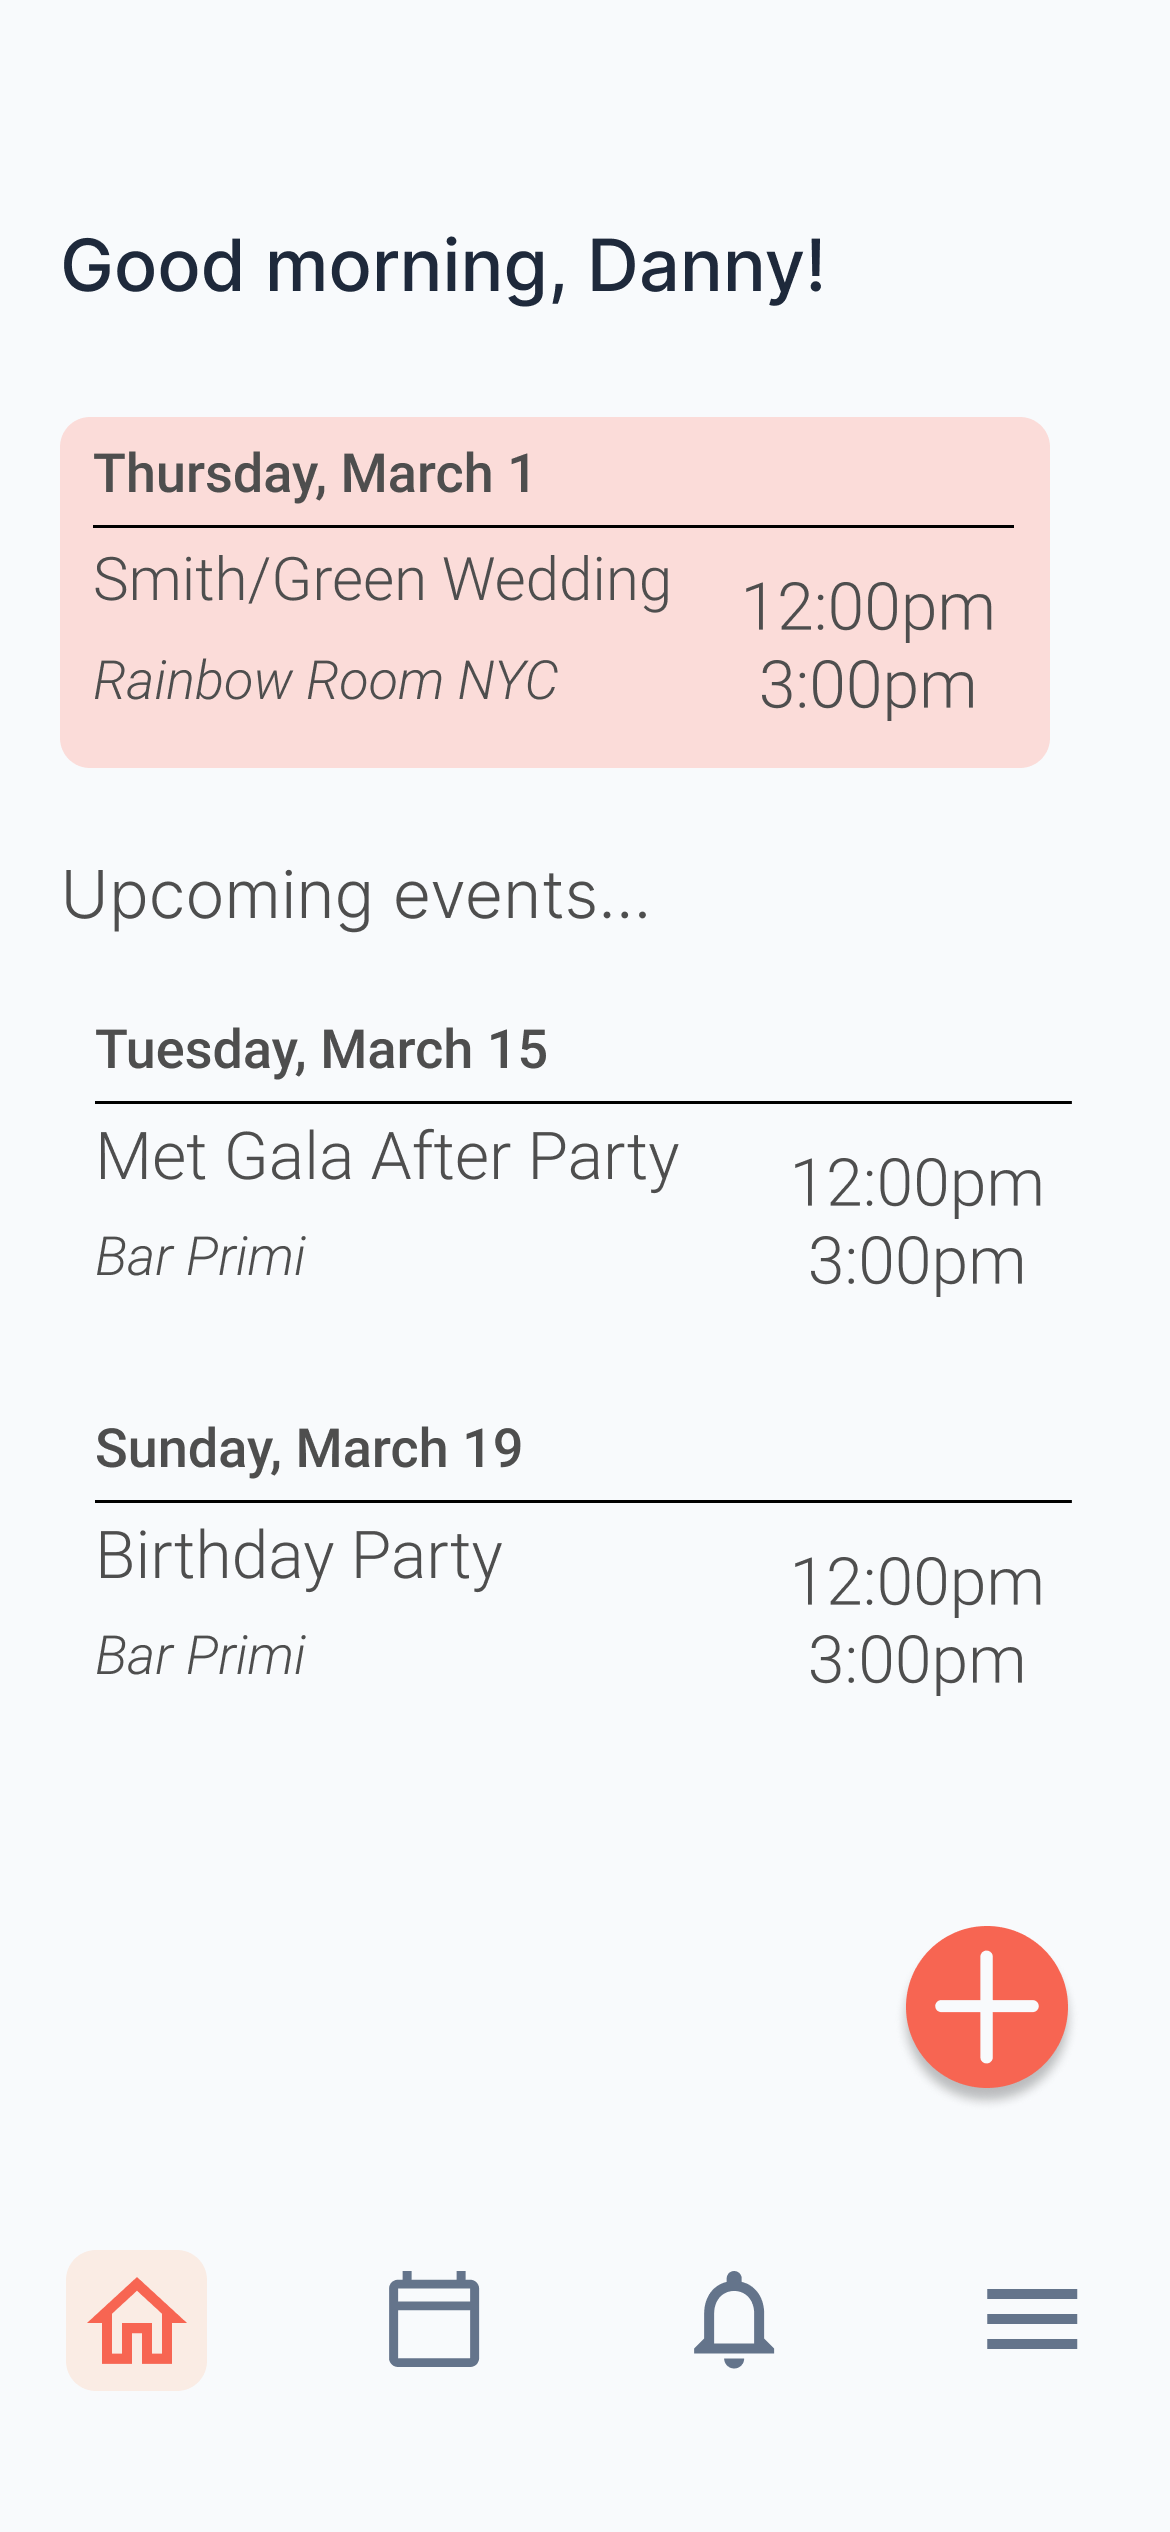 Good morning, Danny!
Thursday, March 1
Smith/Green Wedding
12:00pm
Rainbow Room NYC
3:00pm
Upcoming events...
Tuesday, March 15
Met Gala After Party
12:00pm
Bar Primi
3:00pm
Sunday, March 19
Birthday Party
12:00pm
Bar Primi
3:00pm